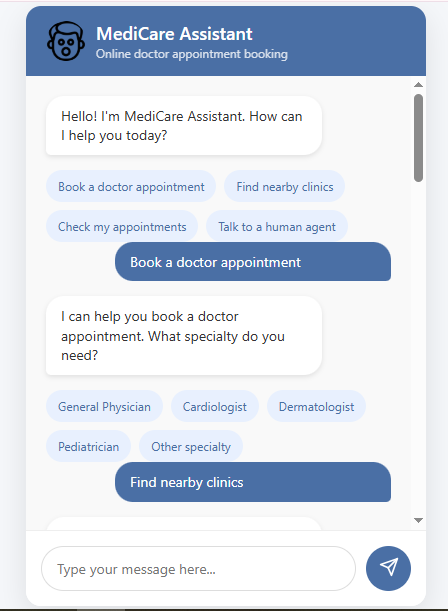 MediCare Assistant
Online doctor appointment booking
Hello! I'm MediCare Assistant. How can
I help you today?
Book a doctor appointment
Find nearby clinics
Check my appointments
Talk to a human agent
Book a doctor appointment
I can help you book a doctor
appointment. What specialty do you
need?
General Physician
Cardiologist
Dermatologist
Pediatrician
Other specialty
Find nearby clinics
Type your message here...